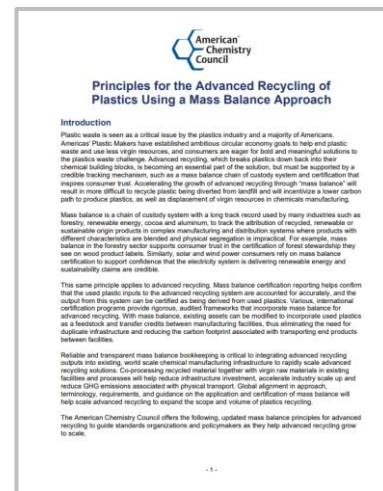 American®
Chemistry
Council
Principles for the Advanced Recycling of
Plastics Using a Mass Balance Approach
Introduction
Plastic waste is seen as a critical issue by the plastics industry and a majority of Americans.
Americas' Plastic Makers have established ambitious circular economy goals to help end plastic
waste and use less virgin resources, and consumers are eager for bold and meaningful solutions to
the plastics waste challenge. Advanced recycling, which breaks plastics down back into their
chemical building blocks, is becoming an essential part of the solution, but must be supported by a
credible tracking mechanism, such as a mass balance chain of custody system and certification that
inspires consumer trust. Accelerating the growth of advanced recycling through "mass balance" will
result in more difficult to recycle plastic being diverted from landfill and will incentivize a lower carbon
path to produce plastics, as well as displacement of virgin resources in chemicals manufacturing.
Mass balance is a chain of custody system with a long track record used by many industries such as
forestry, renewable energy, cocoa and aluminum, to track the attribution of recycled, renewable or
sustainable origin products in complex manufacturing and distribution systems where products with
different characteristics are blended and physical segregation is impractical. For example, mass
balance in the forestry sector supports consumer trust in the certification of forest stewardship they
see on wood product labels. Similarly, solar and wind power consumers rely on mass balance
certification to support confidence that the electricity system is delivering renewable energy and
sustainability claims are credible.
This same principle applies to advanced recycling. Mass balance certification reporting helps confirm
that the used plastic inputs to the advanced recycling system are accounted for accurately, and the
output from this system can be certified as being derived from used plastics. Various, international
certification programs provide rigorous, audited frameworks that incorporate mass balance for
advanced recycling. With mass balance, existing assets can be modified to incorporate used plastics
as a feedstock and transfer credits between manufacturing facilities, thus eliminating the need for
duplicate infrastructure and reducing the carbon footprint associated with transporting end products
between facilities.
Reliable and transparent mass balance bookkeeping is critical to integrating advanced recycling
outputs into existing, world scale chemical manufacturing infrastructure to rapidly scale advanced
recycling solutions. Co-processing recycled material together with virgin raw materials in existing
facilities and processes will help reduce infrastructure investment, accelerate industry scale up and
reduce GHG emissions associated with physical transport. Global alignment in approach,
terminology, requirements, and guidance on the application and certification of mass balance will
help scale advanced recycling to expand the scope and volume of plastics recycling.
The American Chemistry Council offers the following, updated mass balance principles for advanced
recycling to guide standards organizations and policymakers as they help advanced recycling grow
to scale.
- 1 -